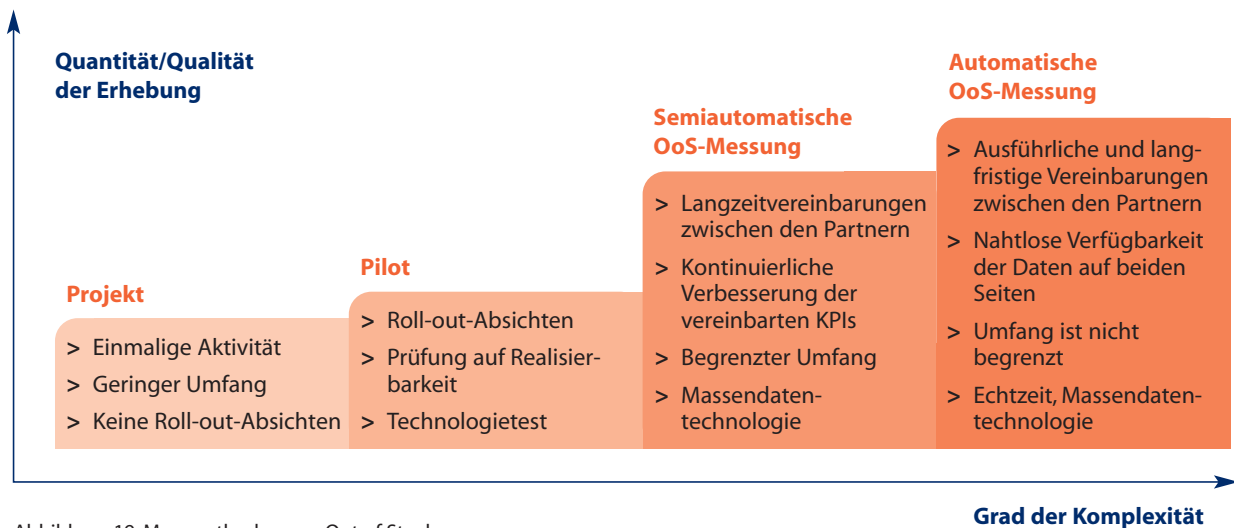 Quantität/Qualität
der Erhebung
Projekt
> Einmalige Aktivität
> Geringer Umfang
> Keine Roll-out-Absichten
Pilot
> Roll-out-Absichten
> Prüfung auf Realisier-
barkeit
> Technologietest
Semiautomatische
OoS-Messung
> Langzeitvereinbarungen
zwischen den Partnern
> Kontinuierliche
Verbesserung der
vereinbarten KPIs
> Begrenzter Umfang
> Massendaten-
technologie
Automatische
OoS-Messung
> Ausführliche und lang-
fristige Vereinbarungen
zwischen den Partnern
> Nahtlose Verfügbarkeit
der Daten auf beiden
Seiten
> Umfang ist nicht
begrenzt
> Echtzeit, Massendaten-
technologie
Grad der Komplexität